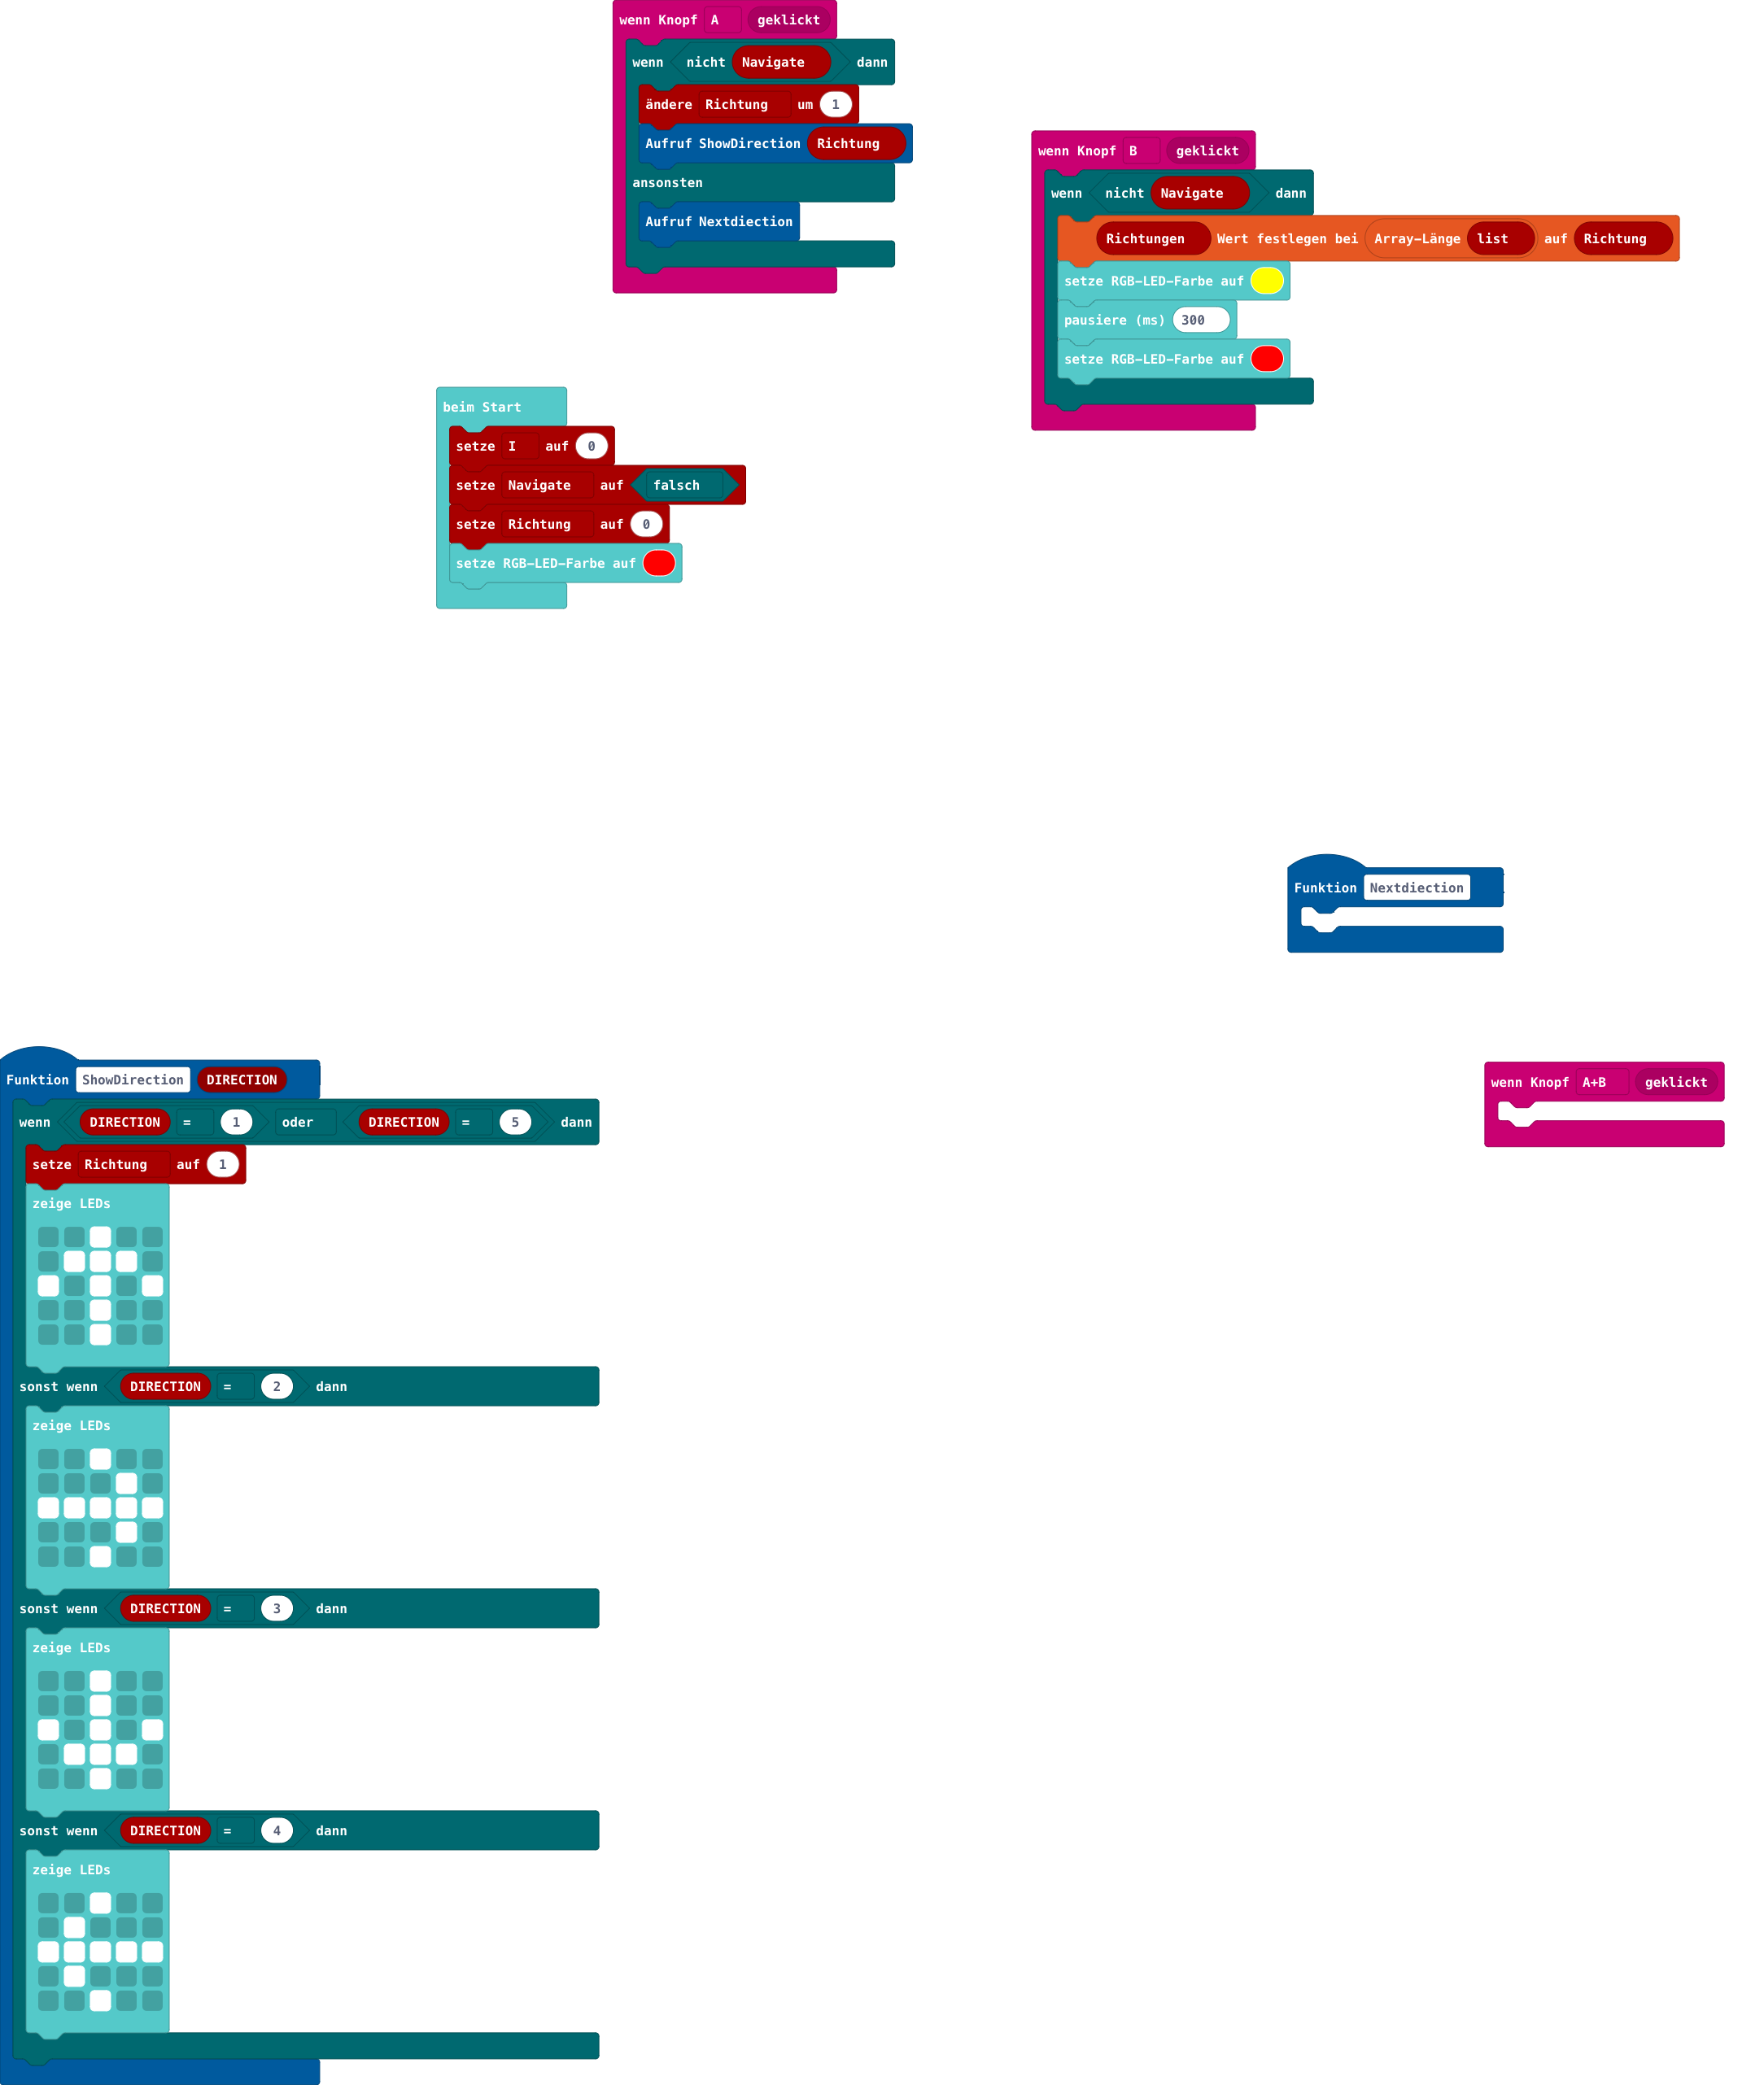 wenn Knopf A geklickt
wenn nicht Navigate dann
ändere Richtung um 1
Aufruf ShowDirection Richtung
ansonsten
Aufruf Nextdiection
wenn Knopf B geklickt
wenn nicht Navigate dann
Richtungen Wert festlegen bei Array-Länge list auf Richtung
setze RGB-LED-Farbe auf
pausiere (ms) 300
setze RGB-LED-Farbe auf
beim Start
setze I auf 0
setze Navigate auf falsch
setze Richtung auf 0
setze RGB-LED-Farbe auf
Funktion Nextdiection
Funktion ShowDirection DIRECTION
wenn DIRECTION = 1 oder DIRECTION = 5 dann
setze Richtung auf 1
zeige LEDs
sonst wenn DIRECTION = 2 dann
zeige LEDs
sonst wenn DIRECTION = 3 dann
zeige LEDs
sonst wenn DIRECTION = 4 dann
zeige LEDs
wenn Knopf A+B geklickt